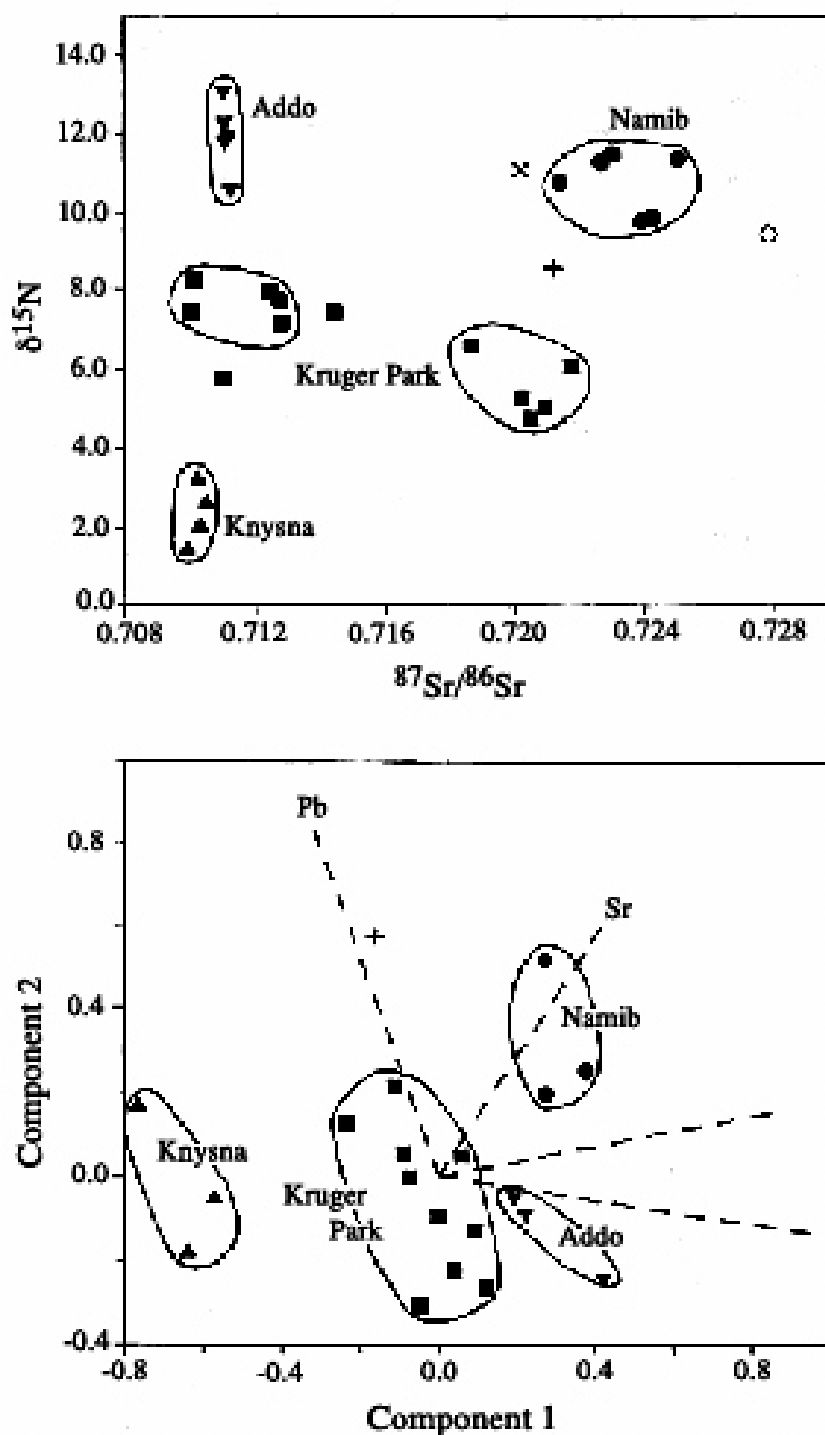 14.0
Addo
Namib
12.0
10.0
δ¹⁵N
8.0
Kruger Park
6.0
4.0
Knysna
2.0
0.0
0.708 0.712 0.716 0.720 0.724 0.728
⁸⁷Sr/⁸⁶Sr
Pb
0.8
Sr
Component 2
0.4
Namib
Knysna
0.0
Kruger
Park
Addo
-0.4
-0.8 -0.4 0.0 0.4 0.8
Component 1